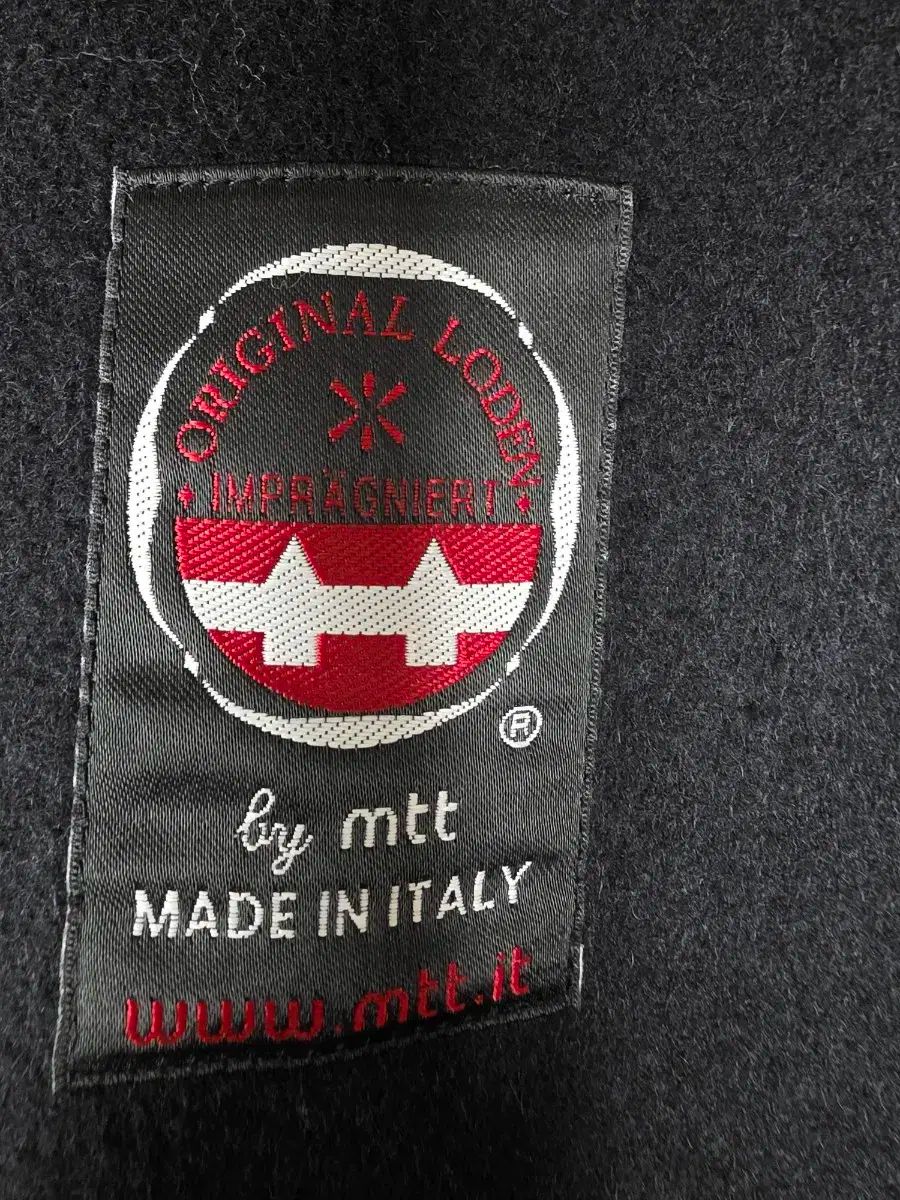 ORIGINAL LODEN
IMPRÄGNIERT
®
by mtt
MADE IN ITALY
www.mtt.it